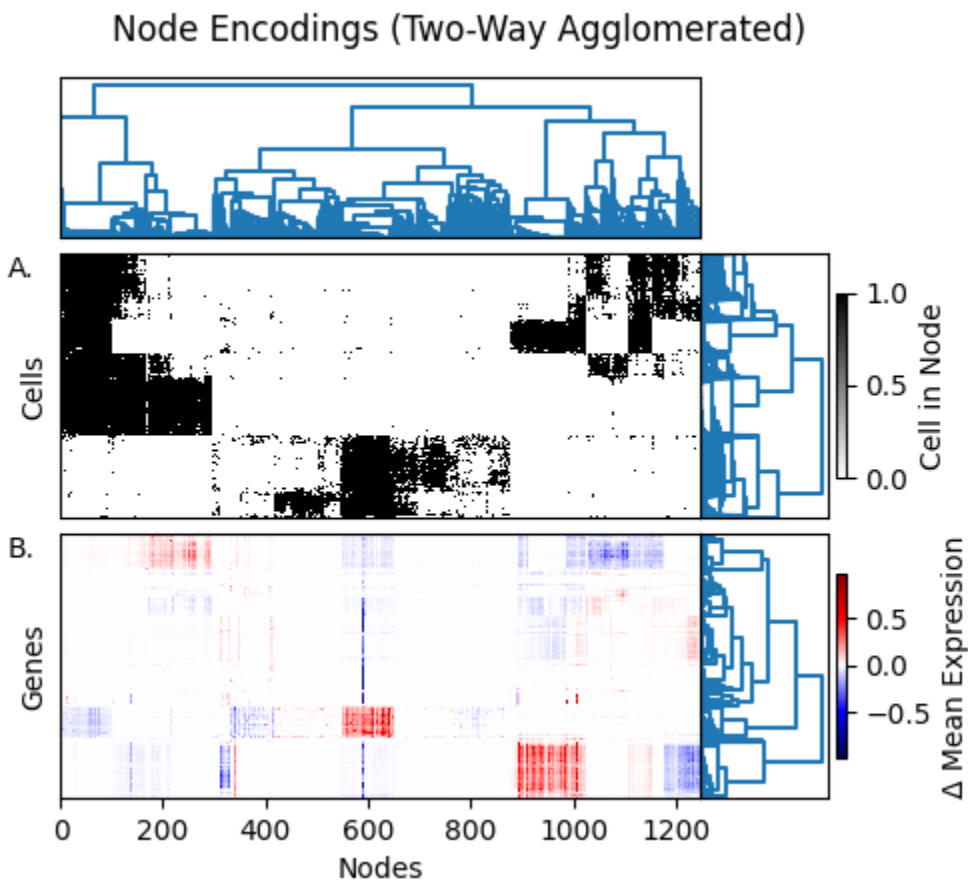 Node Encodings (Two-Way Agglomerated)
A.
Cells
1.0
0.5
0.0
Cell in Node
B.
Genes
0.5
0.0
−0.5
Δ Mean Expression
0 200 400 600 800 1000 1200
Nodes